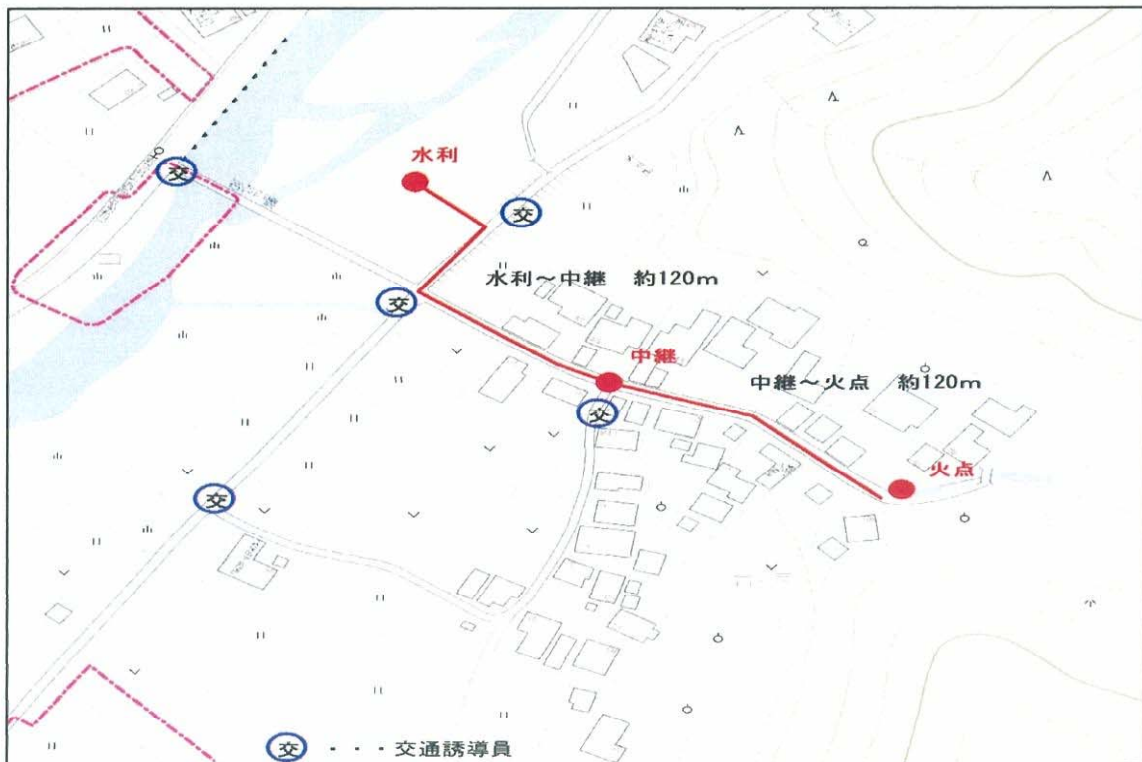 交
水利
交
水利～中継　約120m
交
中継
中継～火点　約120m
交
火点
交
交・・・交通誘導員